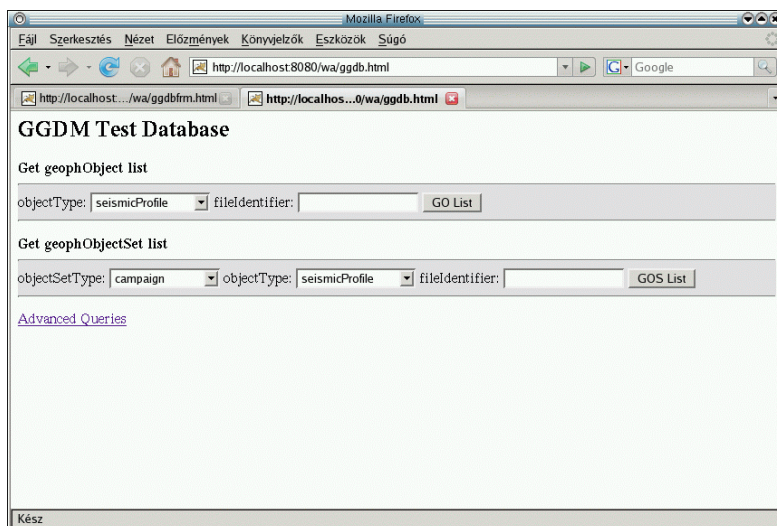 Mozilla Firefox
Fájl Szerkesztés Nézet Előzmények Könyvjelzők Eszközök Súgó
http://localhost:8080/wa/ggdb.html G Google
http://localhost:.../wa/ggdbfrm.html http://localhos...0/wa/ggdb.html
GGDM Test Database
Get geophObject list
objectType: seismicProfile fileIdentifier: GO List
Get geophObjectSet list
objectSetType: campaign objectType: seismicProfile fileIdentifier: GOS List
Advanced Queries
Kész